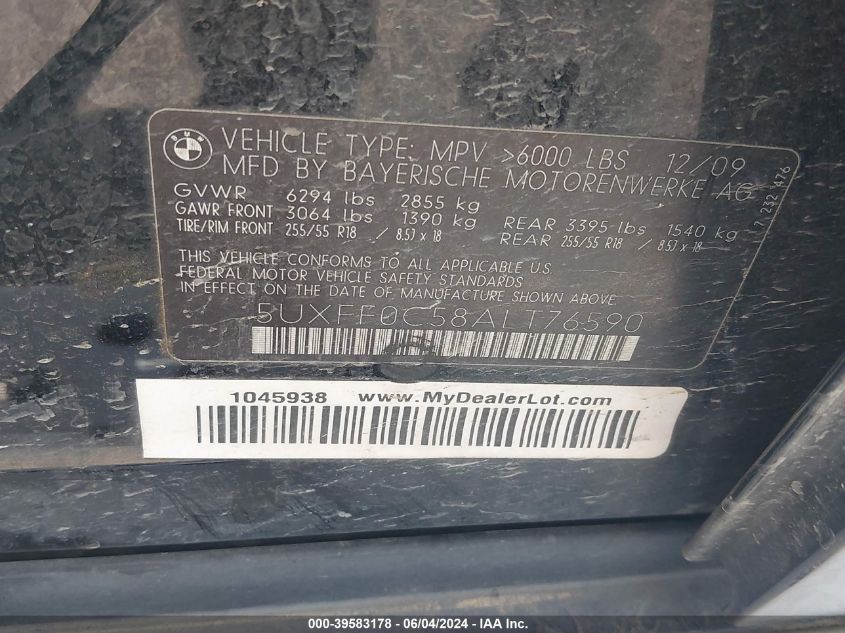 BMW
VEHICLE TYPE: MPV >6000 LBS 12/09
MFD BY BAYERISCHE MOTORENWERKE AG
GVWR 6294 lbs 2855 kg
GAWR FRONT 3064 lbs 1390 kg REAR 3395 lbs 1540 kg
TIRE/RIM FRONT 255/55 R18 / 8.5J x 18 REAR 255/55 R18 / 8.5J x 18
THIS VEHICLE CONFORMS TO ALL APPLICABLE U.S.
FEDERAL MOTOR VEHICLE SAFETY STANDARDS
IN EFFECT ON THE DATE OF MANUFACTURE SHOWN ABOVE
5UXFF0C58ALT76590
7 232 476
1045938 www.MyDealerLot.com
000-39583178 | 06/04/2024 - IAA, Inc.